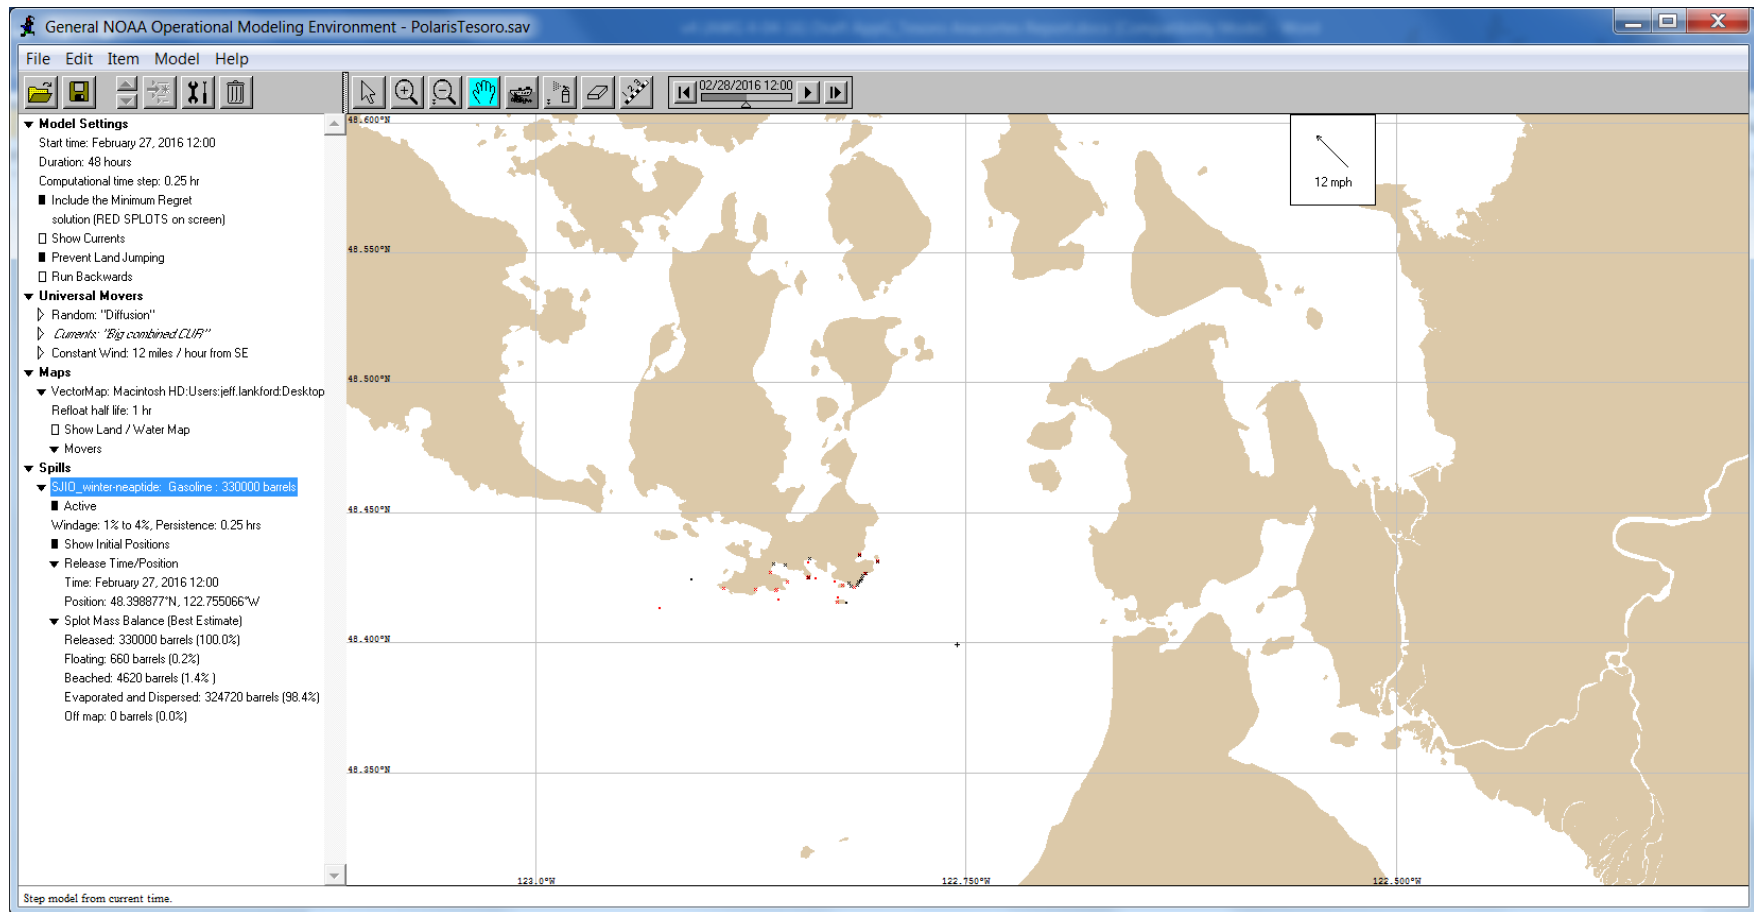 General NOAA Operational Modeling Environment - PolarisTesoro.sav
File Edit Item Model Help
02/28/2016 12:00
Model Settings
Start time: February 27, 2016 12:00
Duration: 48 hours
Computational time step: 0.25 hr
Include the Minimum Regret
solution (RED SPLOTS on screen)
Show Currents
Prevent Land Jumping
Run Backwards
Universal Movers
Random: "Diffusion"
Currents: "Big combined.CUR"
Constant Wind: 12 miles / hour from SE
Maps
VectorMap: Macintosh HD:Users:jeff.lankford:Desktop
Refloat half life: 1 hr
Show Land / Water Map
Movers
Spills
SJIO_winter-neaptide: Gasoline : 330000 barrels
Active
Windage: 1% to 4%, Persistence: 0.25 hrs
Show Initial Positions
Release Time/Position
Time: February 27, 2016 12:00
Position: 48.398877°N, 122.755066°W
Splot Mass Balance (Best Estimate)
Released: 330000 barrels (100.0%)
Floating: 660 barrels (0.2%)
Beached: 4620 barrels (1.4% )
Evaporated and Dispersed: 324720 barrels (98.4%)
Off map: 0 barrels (0.0%)
48.600°N
12 mph
48.550°N
48.500°N
48.450°N
48.400°N
48.350°N
123.0°W
122.750°W
122.500°W
Step model from current time.